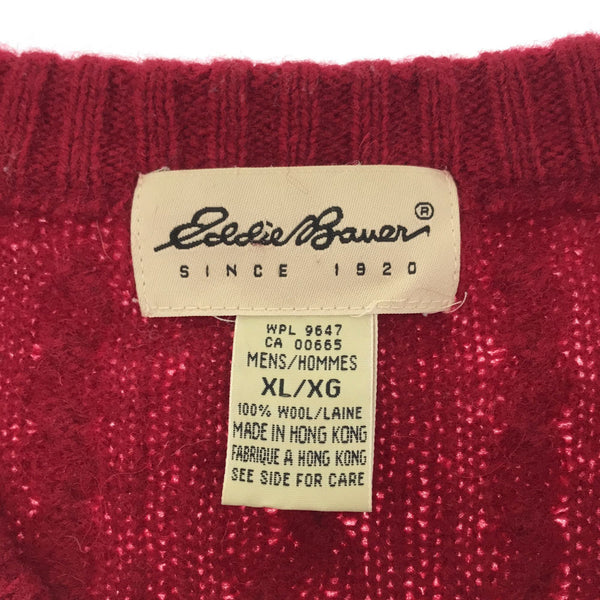 Eddie Bauer ®
SINCE 1920
WPL 9647
CA 00665
MENS/HOMMES
XL/XG
100% WOOL/LAINE
MADE IN HONG KONG
FABRIQUE A HONG KONG
SEE SIDE FOR CARE